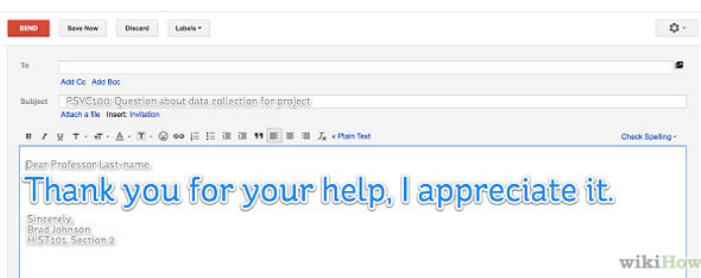 SEND Save Now Discard Labels
To
Add Cc Add Bcc
Subject PSYC100: Question about data collection for project
Attach a file Insert: Invitation
B I U T T A T « Plain Text Check Spelling
Dear Professor Last-name,
Thank you for your help, I appreciate it.
Sincerely,
Brad Johnson
HIST101, Section 2
wikiHow